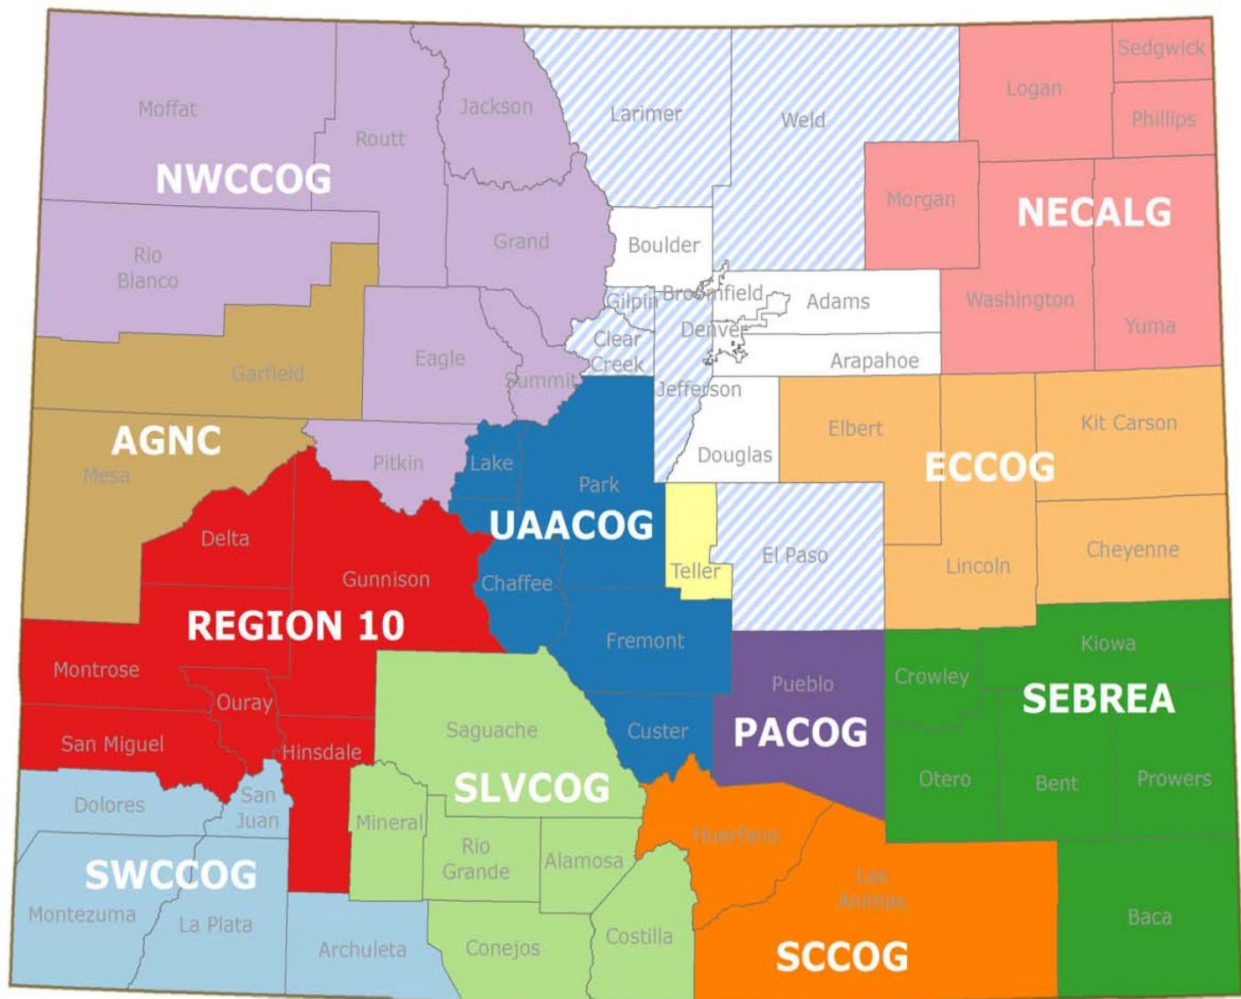 Sedgwick
Logan
Moffat
Jackson
Larimer
Weld
Phillips
Routt
NWCCOG
Morgan
NECALG
Grand
Boulder
Rio
Blanco
Gilpin
Broomfield
Adams
Washington
Denver
Yuma
Clear
Creek
Eagle
Arapahoe
Garfield
Summit
Jefferson
AGNC
Elbert
Kit Carson
Mesa
Pitkin
Lake
Douglas
ECCOG
Park
UAACOG
Delta
Gunnison
Chaffee
Teller
El Paso
Lincoln
Cheyenne
REGION 10
Fremont
Kiowa
Montrose
Crowley
Pueblo
Ouray
SEBREA
San Miguel
Hinsdale
Saguache
Custer
PACOG
SLVCOG
Otero
Bent
Prowers
Dolores
San
Juan
Mineral
Rio
Grande
Alamosa
Huerfano
SWCCOG
Las
Animas
Montezuma
La Plata
Archuleta
Conejos
Costilla
SCCOG
Baca